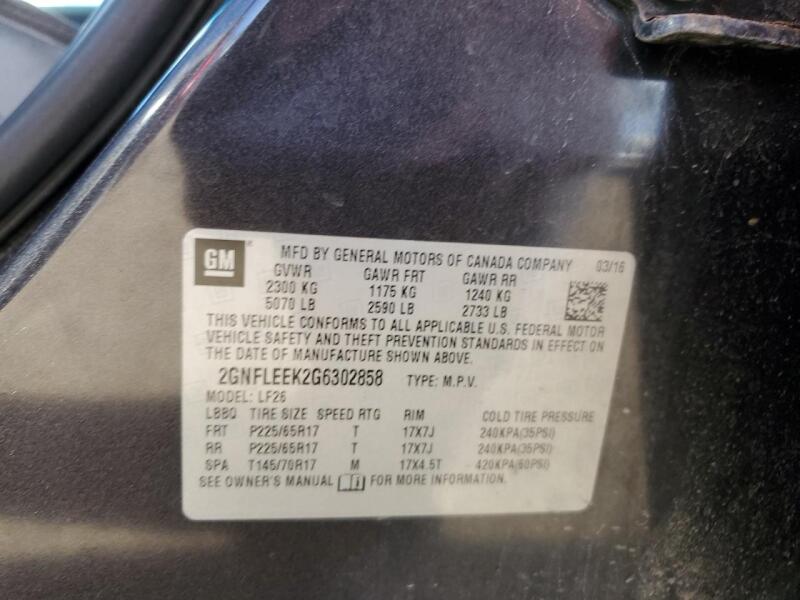 GM
MFD BY GENERAL MOTORS OF CANADA COMPANY 03/16
GVWR GAWR FRT GAWR RR
2300 KG 1175 KG 1240 KG
5070 LB 2590 LB 2733 LB
THIS VEHICLE CONFORMS TO ALL APPLICABLE U.S. FEDERAL MOTOR
VEHICLE SAFETY AND THEFT PREVENTION STANDARDS IN EFFECT ON
THE DATE OF MANUFACTURE SHOWN ABOVE.
2GNFLEEK2G6302858 TYPE: M.P.V.
MODEL: LF26
LBBQ TIRE SIZE SPEED RTG RIM COLD TIRE PRESSURE
FRT P225/65R17 T 17X7J 240KPA(35PSI)
RR P225/65R17 T 17X7J 240KPA(35PSI)
SPA T145/70R17 M 17X4.5T 420KPA(60PSI)
SEE OWNER'S MANUAL FOR MORE INFORMATION.